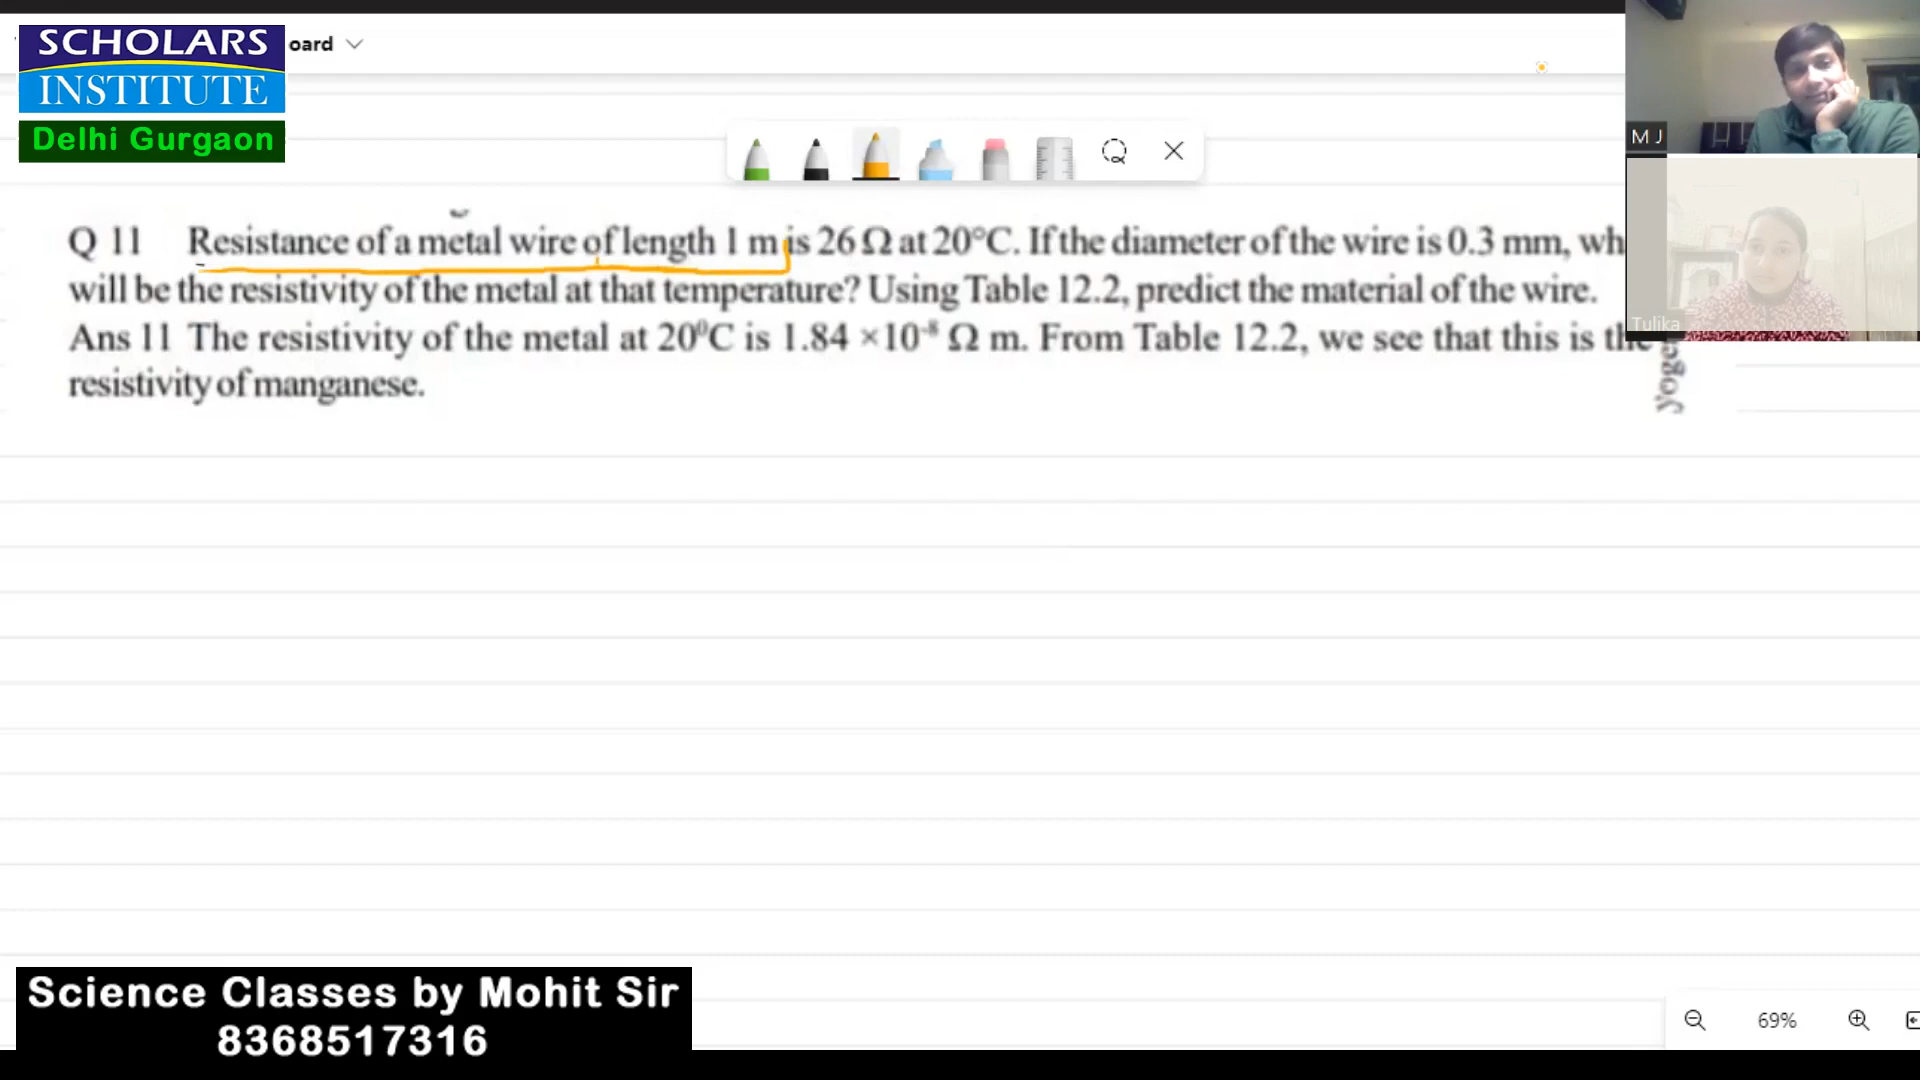 SCHOLARS
INSTITUTE
Delhi Gurgaon
oard
M J
Tulika
Q 11 Resistance of a metal wire of length 1 m is 26 Ω at 20°C. If the diameter of the wire is 0.3 mm, wh
will be the resistivity of the metal at that temperature? Using Table 12.2, predict the material of the wire.
Ans 11 The resistivity of the metal at 20⁰C is 1.84 ×10⁻⁸ Ω m. From Table 12.2, we see that this is the
resistivity of manganese.
yoge
Science Classes by Mohit Sir
8368517316
69%